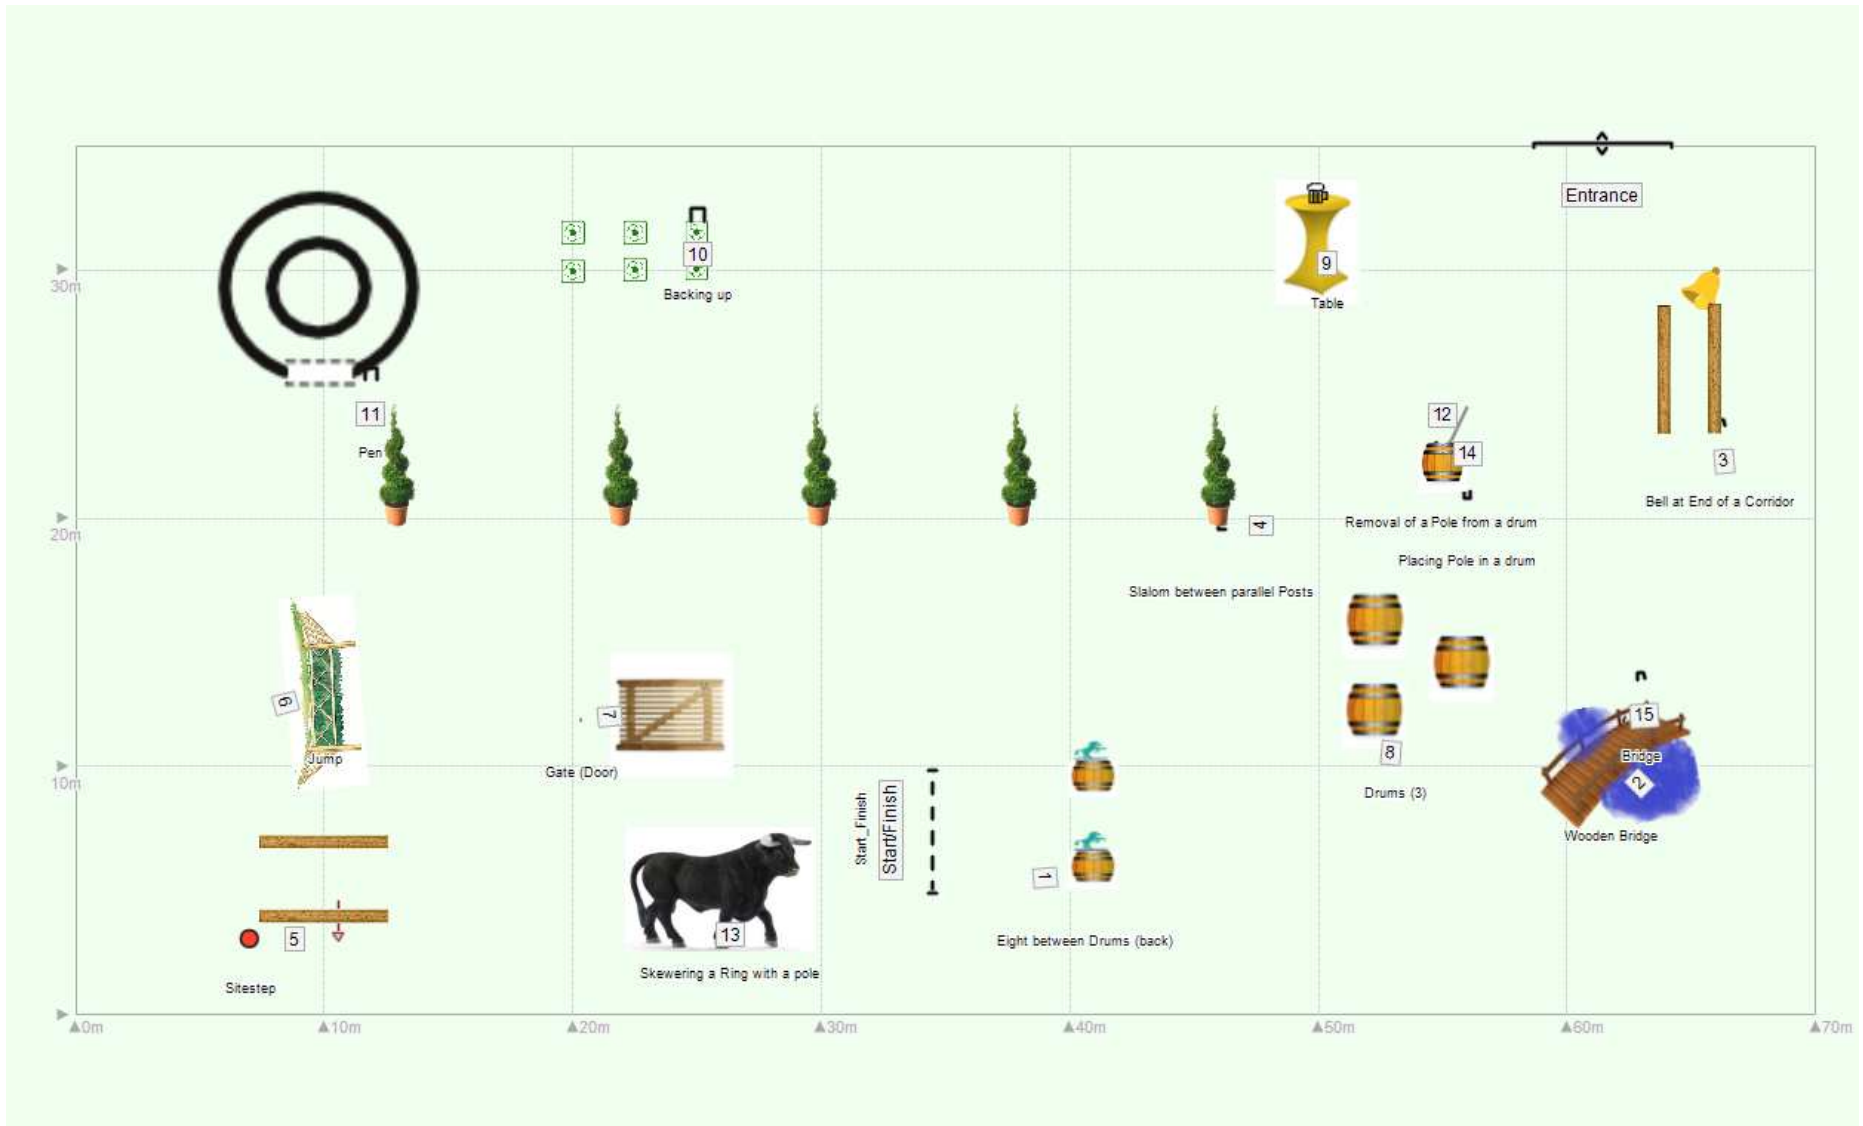 Entrance
9
Table
10
Backing up
30m
11
Pen
12
14
3
Bell at End of a Corridor
20m
4
Removal of a Pole from a drum
Placing Pole in a drum
Slalom between parallel Posts
6
Jump
7
Gate (Door)
8
Drums (3)
15
Bridge
2
Wooden Bridge
10m
Start_Finish
Start/Finish
1
Eight between Drums (back)
13
Skewering a Ring with a pole
5
Sitestep
0m
10m
20m
30m
40m
50m
60m
70m